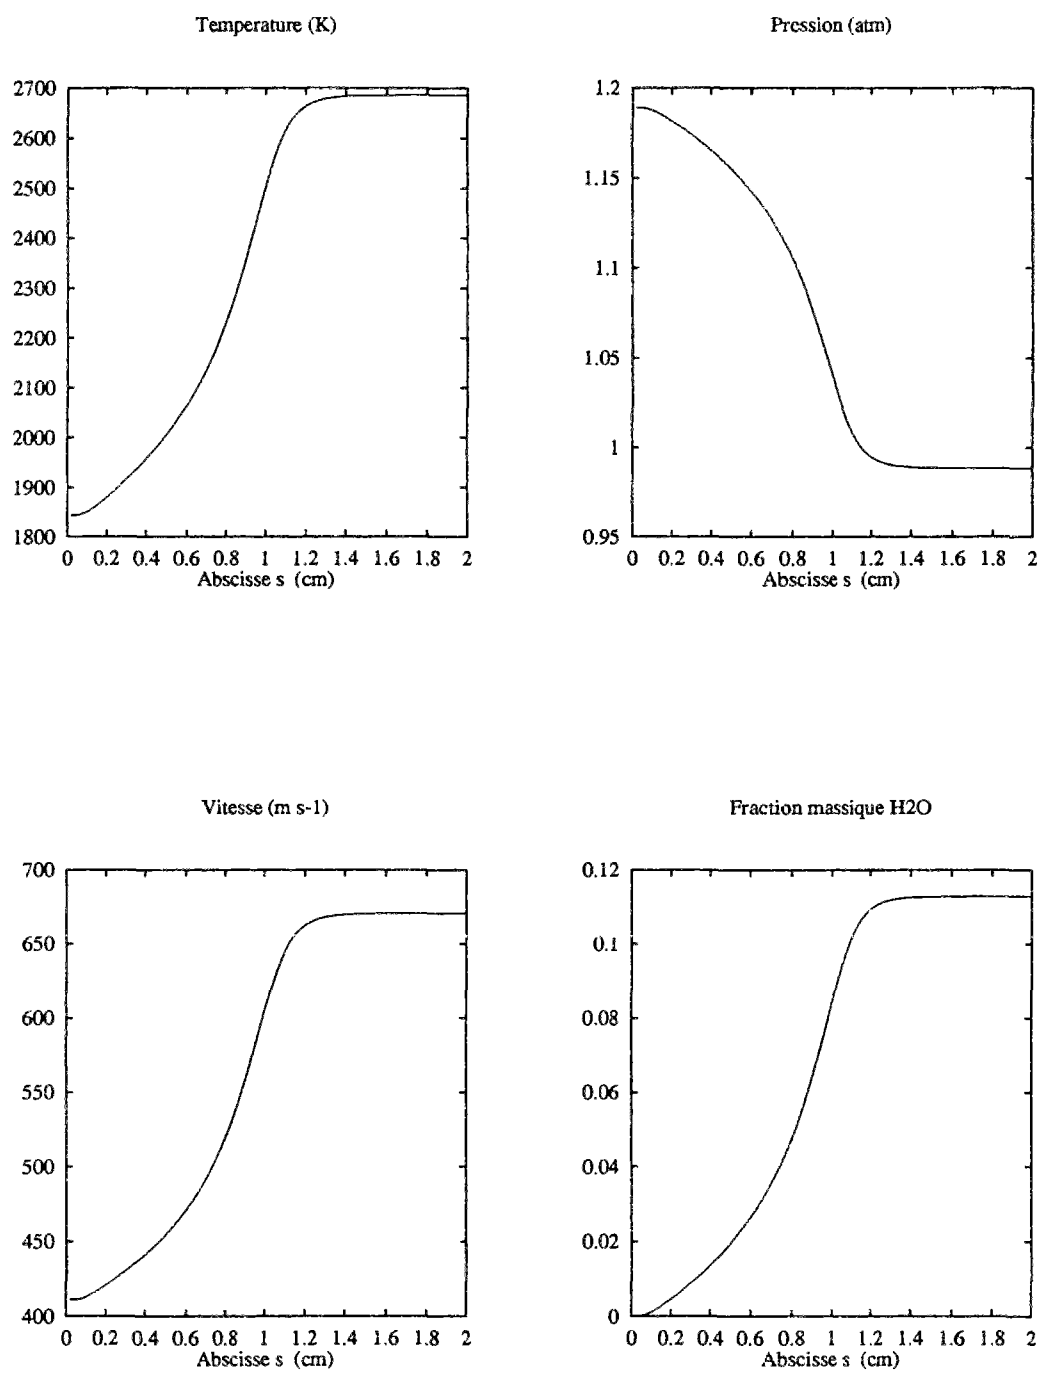 Temperature (K)
2700
2600
2500
2400
2300
2200
2100
2000
1900
1800
0 0.2 0.4 0.6 0.8 1 1.2 1.4 1.6 1.8 2
Abscisse s (cm)
Pression (atm)
1.2
1.15
1.1
1.05
1
0.95
0 0.2 0.4 0.6 0.8 1 1.2 1.4 1.6 1.8 2
Abscisse s (cm)
Vitesse (m s-1)
700
650
600
550
500
450
400
0 0.2 0.4 0.6 0.8 1 1.2 1.4 1.6 1.8 2
Abscisse s (cm)
Fraction massique H2O
0.12
0.1
0.08
0.06
0.04
0.02
0
0 0.2 0.4 0.6 0.8 1 1.2 1.4 1.6 1.8 2
Abscisse s (cm)